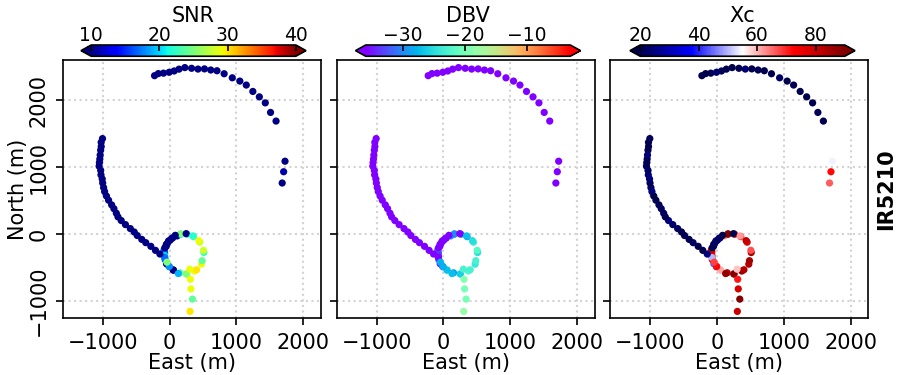 SNR DBV Xc
10 20 30 40 −30 −20 −10 20 40 60 80
2000
1000
0
−1000
North (m)
IR5210
−1000 0 1000 2000 −1000 0 1000 2000 −1000 0 1000 2000
East (m) East (m) East (m)